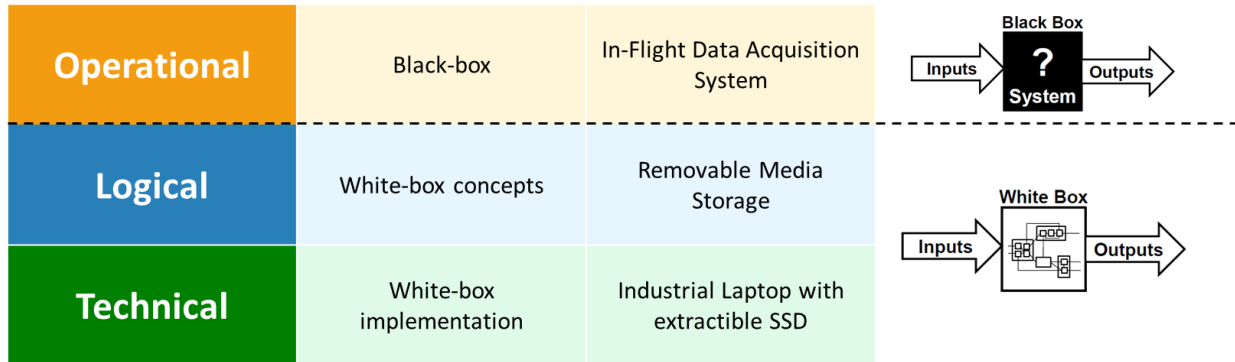 Operational
Black-box
In-Flight Data Acquisition
System
Black Box
Inputs
?
System
Outputs
Logical
White-box concepts
Removable Media
Storage
White Box
Inputs
Outputs
Technical
White-box
implementation
Industrial Laptop with
extractible SSD